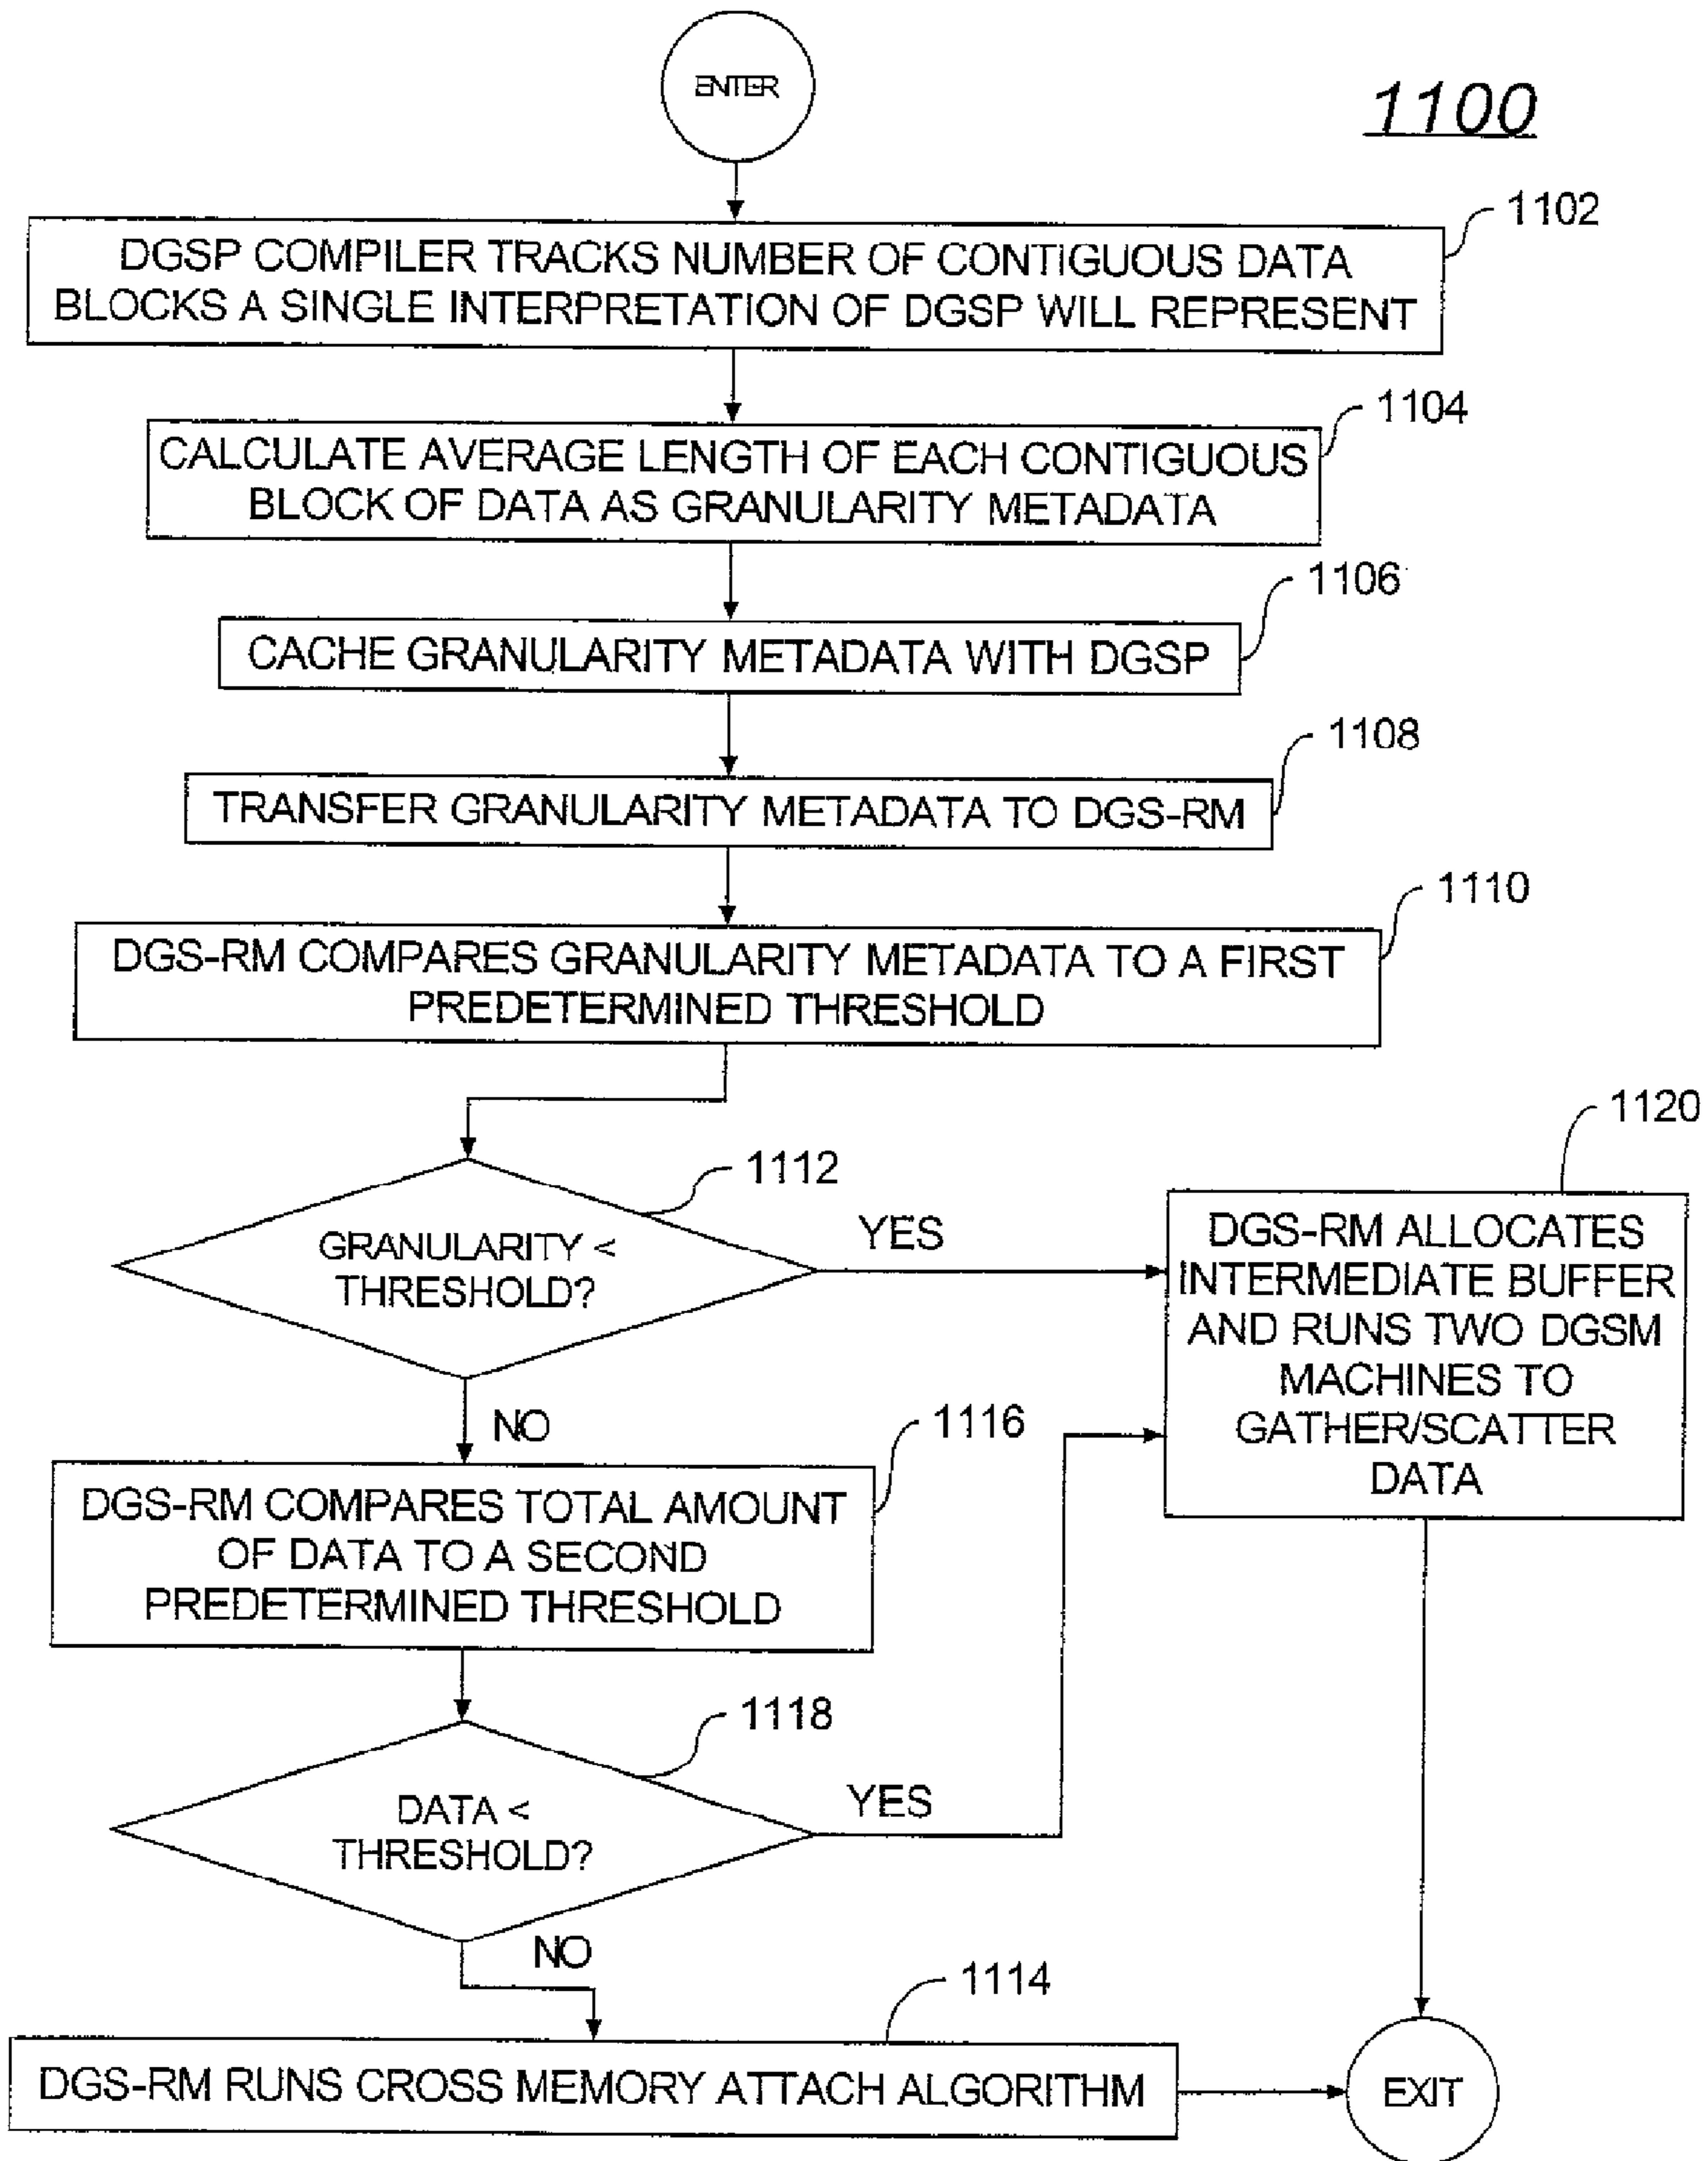 ENTER
1100
1102
DGSP COMPILER TRACKS NUMBER OF CONTIGUOUS DATA
BLOCKS A SINGLE INTERPRETATION OF DGSP WILL REPRESENT
1104
CALCULATE AVERAGE LENGTH OF EACH CONTIGUOUS
BLOCK OF DATA AS GRANULARITY METADATA
1106
CACHE GRANULARITY METADATA WITH DGSP
1108
TRANSFER GRANULARITY METADATA TO DGS-RM
1110
DGS-RM COMPARES GRANULARITY METADATA TO A FIRST
PREDETERMINED THRESHOLD
1112
GRANULARITY <
THRESHOLD?
YES
NO
1120
DGS-RM ALLOCATES
INTERMEDIATE BUFFER
AND RUNS TWO DGSM
MACHINES TO
GATHER/SCATTER
DATA
1116
DGS-RM COMPARES TOTAL AMOUNT
OF DATA TO A SECOND
PREDETERMINED THRESHOLD
1118
DATA <
THRESHOLD?
YES
NO
1114
DGS-RM RUNS CROSS MEMORY ATTACH ALGORITHM
EXIT